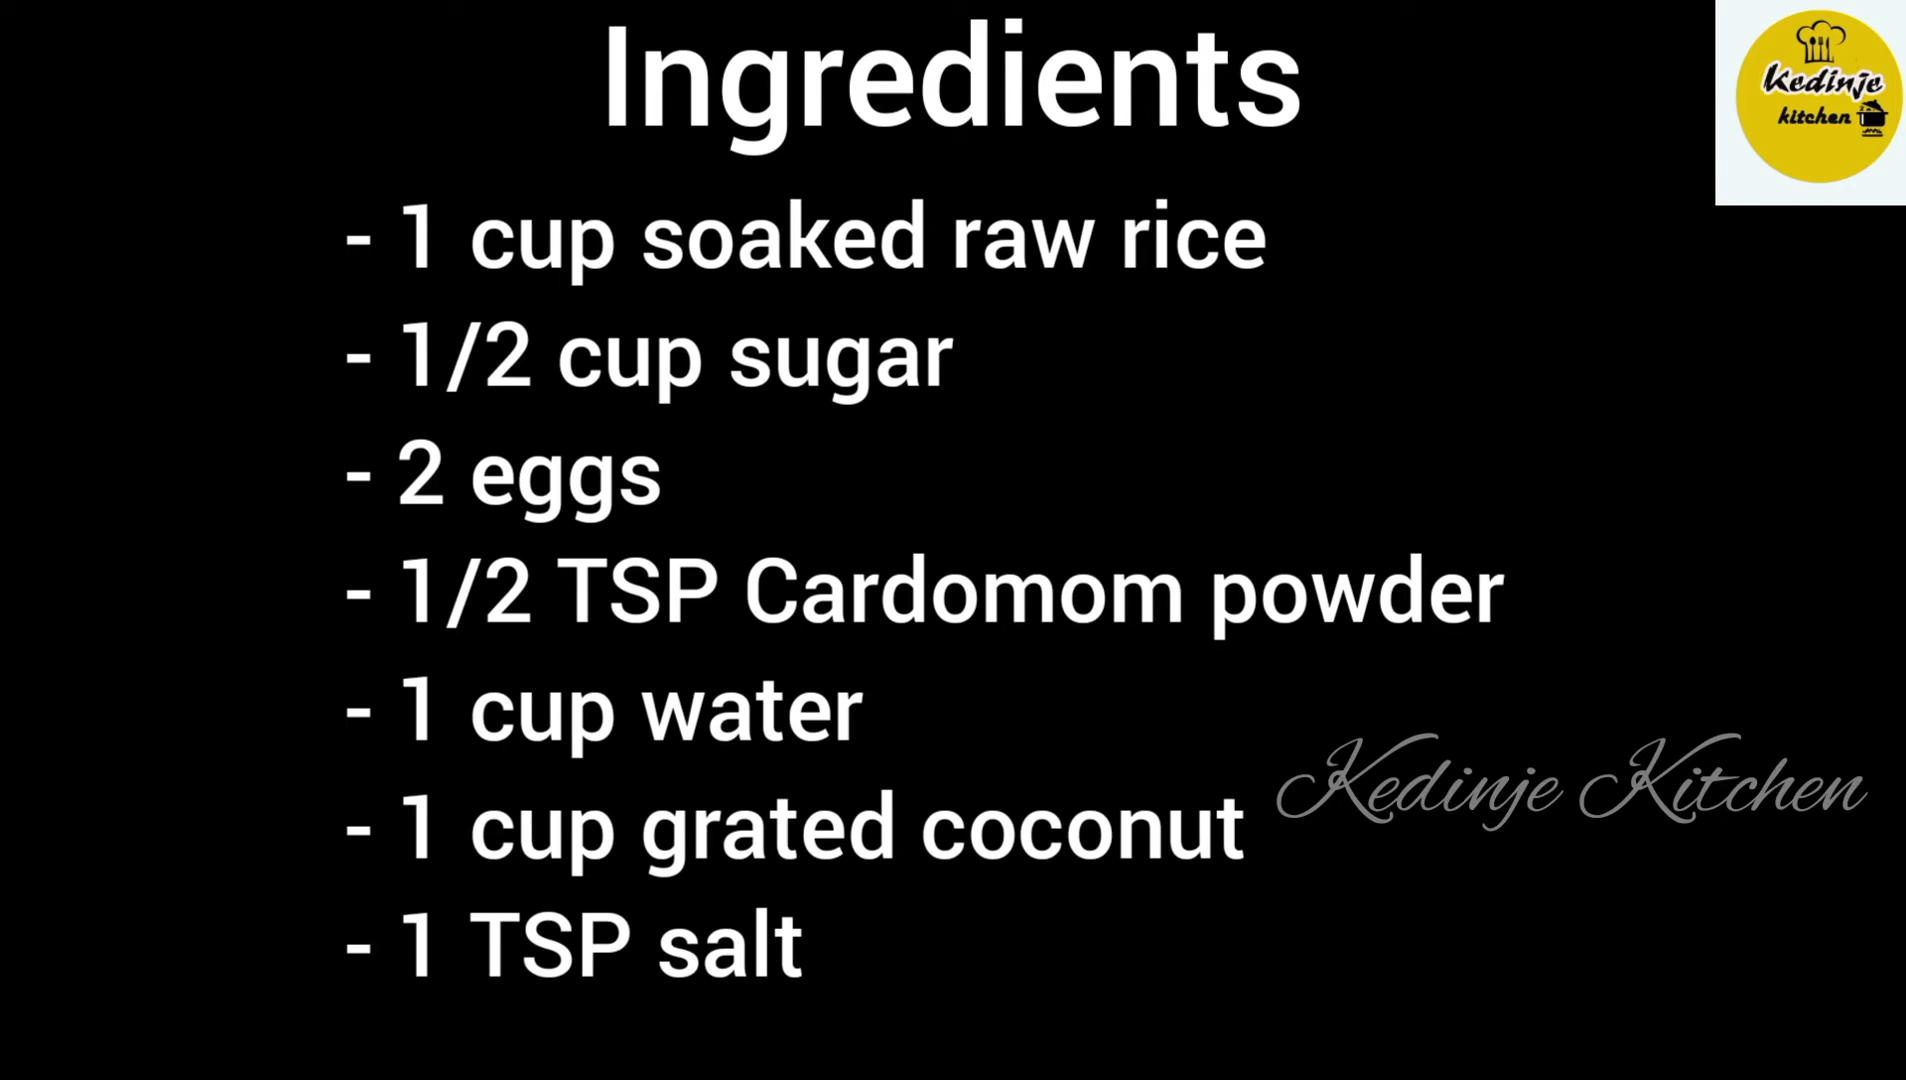 Ingredients
Kedinje
kitchen
- 1 cup soaked raw rice
- 1/2 cup sugar
- 2 eggs
- 1/2 TSP Cardomom powder
- 1 cup water
Kedinje Kitchen
- 1 cup grated coconut
- 1 TSP salt